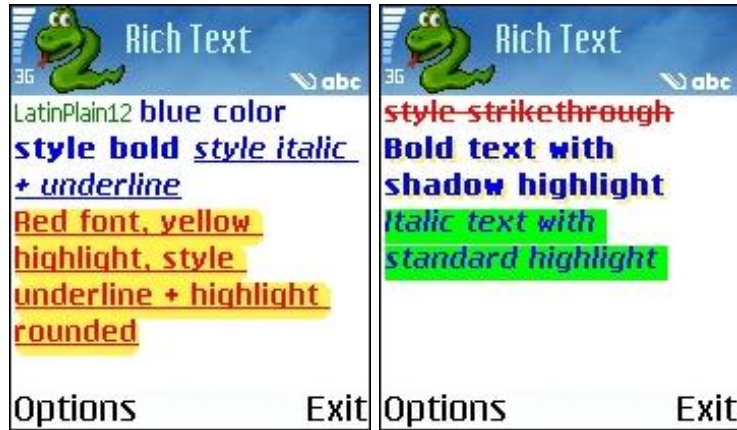 Rich Text
3G
abc
LatinPlain12 blue color
style bold style italic
+ underline
Red font, yellow
highlight, style
underline + highlight
rounded
Options Exit
Rich Text
3G
abc
style strikethrough
Bold text with
shadow highlight
Italic text with
standard highlight
Options Exit